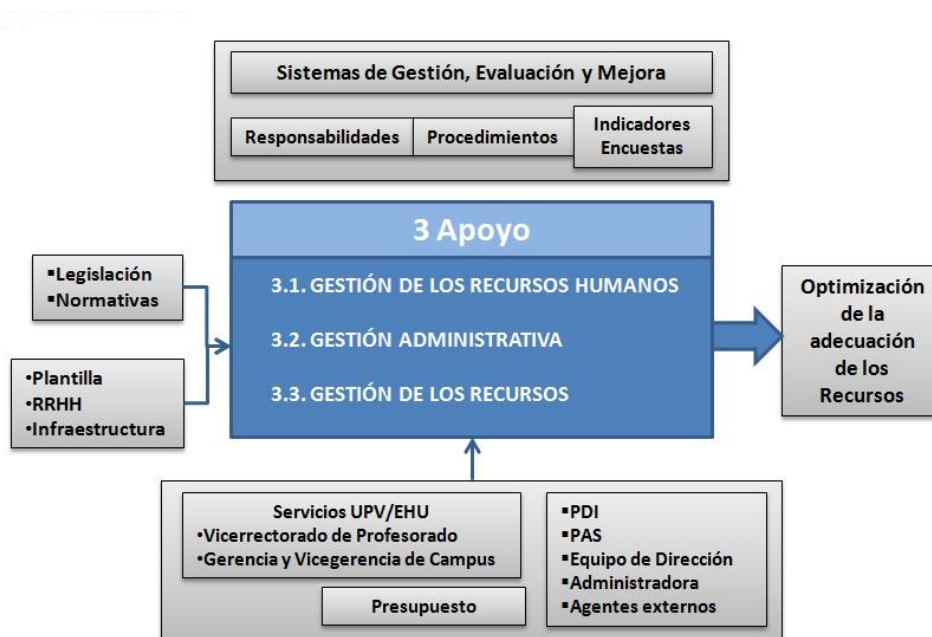 Sistemas de Gestión, Evaluación y Mejora
Responsabilidades
Procedimientos
Indicadores
Encuestas
3 Apoyo
▪Legislación
▪Normativas
•Plantilla
•RRHH
•Infraestructura
3.1. GESTIÓN DE LOS RECURSOS HUMANOS
3.2. GESTIÓN ADMINISTRATIVA
3.3. GESTIÓN DE LOS RECURSOS
Optimización
de la
adecuación
de los
Recursos
Servicios UPV/EHU
•Vicerrectorado de Profesorado
•Gerencia y Vicegerencia de Campus
Presupuesto
▪PDI
▪PAS
▪Equipo de Dirección
▪Administradora
▪Agentes externos